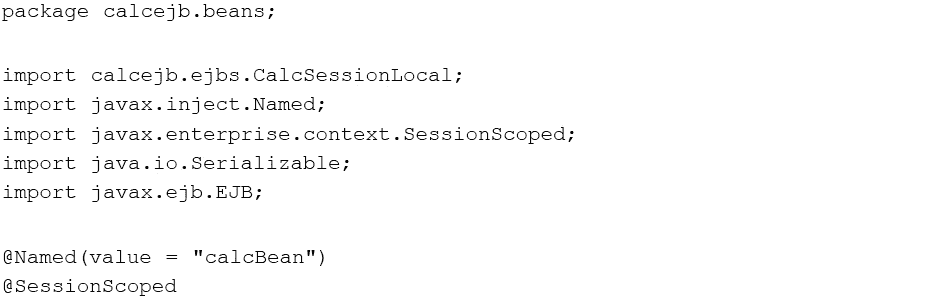 package calcejb.beans;
import calcejb.ejbs.CalcSessionLocal;
import javax.inject.Named;
import javax.enterprise.context.SessionScoped;
import java.io.Serializable;
import javax.ejb.EJB;
@Named(value = "calcBean")
@SessionScoped